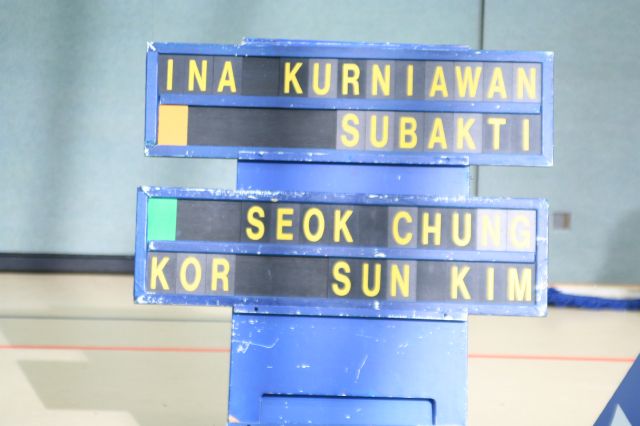 INA KURNIAWAN
SUBAKTI
SEOK CHUNG
KOR SUN KIM